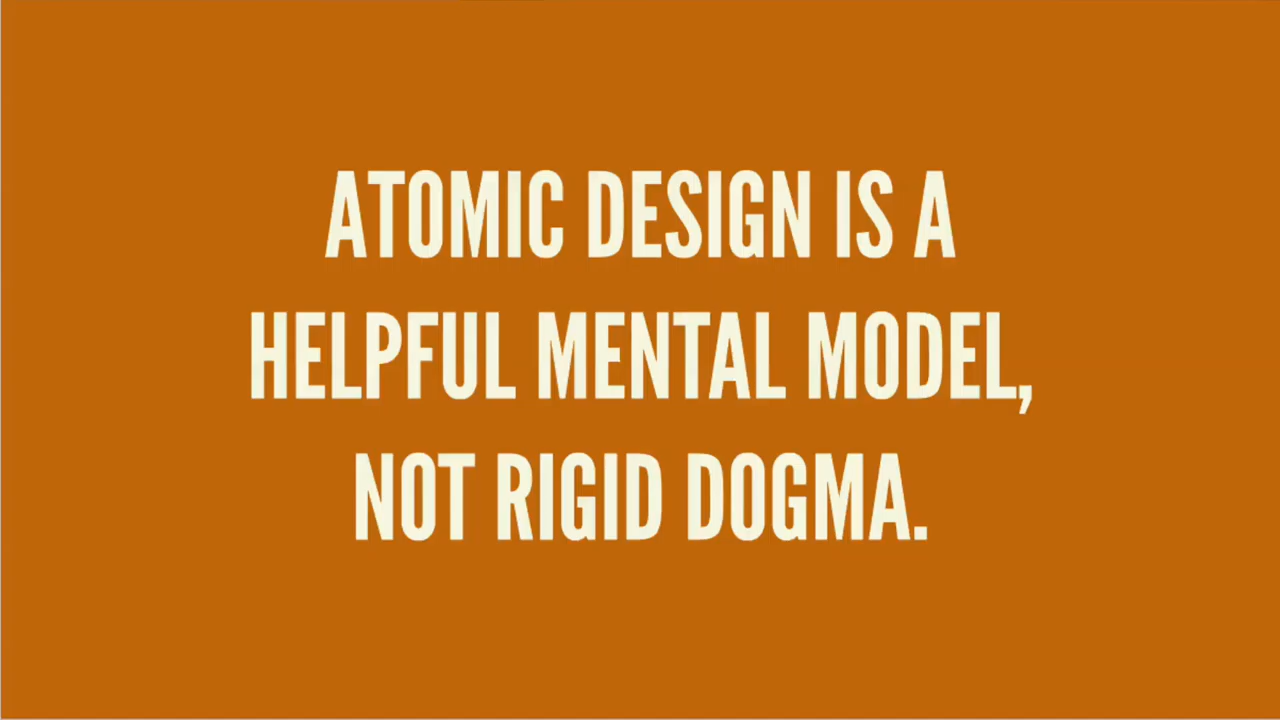 ATOMIC DESIGN IS A
HELPFUL MENTAL MODEL,
NOT RIGID DOGMA.